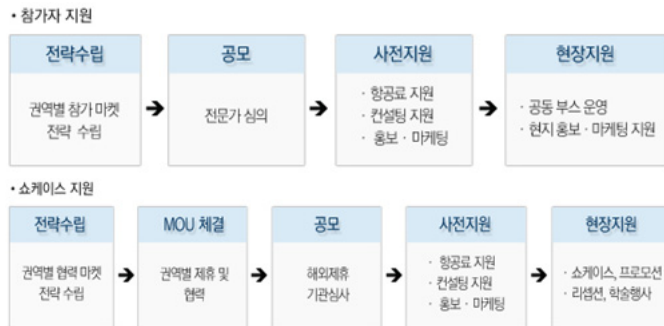 • 참가자 지원
전략수립
권역별 참가 마켓
전략 수립
공모
전문가 심의
사전지원
· 항공료 지원
· 컨설팅 지원
· 홍보 · 마케팅
현장지원
· 공동 부스 운영
· 현지 홍보 · 마케팅 지원
• 쇼케이스 지원
전략수립
권역별 협력 마켓
전략 수립
MOU 체결
권역별 제휴 및
협력
공모
해외제휴
기관심사
사전지원
· 항공료 지원
· 컨설팅 지원
· 홍보 · 마케팅
현장지원
· 쇼케이스, 프로모션
· 리셉션, 학술행사